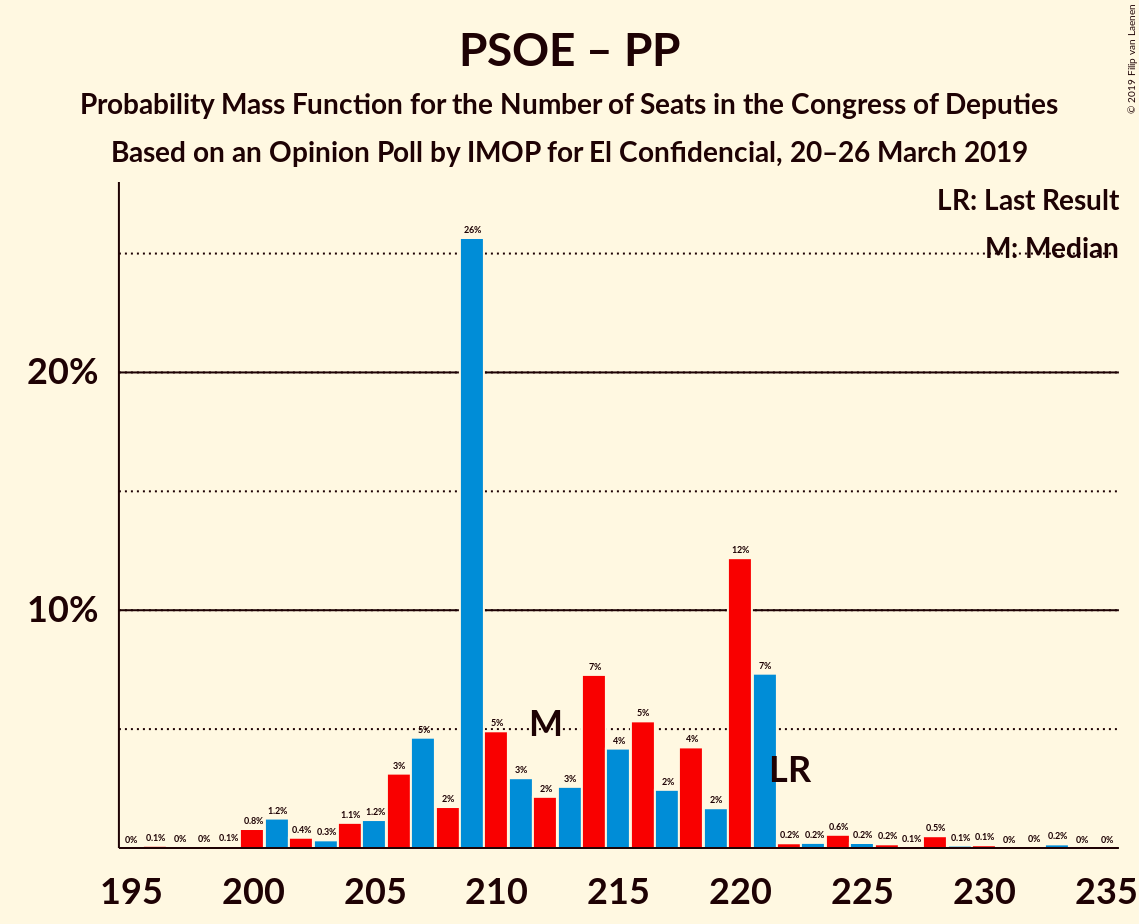 © 2019 Filip van Laenen
PSOE – PP
Probability Mass Function for the Number of Seats in the Congress of Deputies
Based on an Opinion Poll by IMOP for El Confidencial, 20–26 March 2019
LR: Last Result
M: Median
20%
10%
0% 0.1% 0% 0% 0.1% 0.8% 1.2% 0.4% 0.3% 1.1% 1.2% 3% 5% 2% 26% 5% 3% 2% 3% 7% 4% 5% 2% 4% 2% 12% 7% 0.2% 0.2% 0.6% 0.2% 0.2% 0.1% 0.5% 0.1% 0.1% 0% 0% 0.2% 0% 0%
M
LR
195 200 205 210 215 220 225 230 235